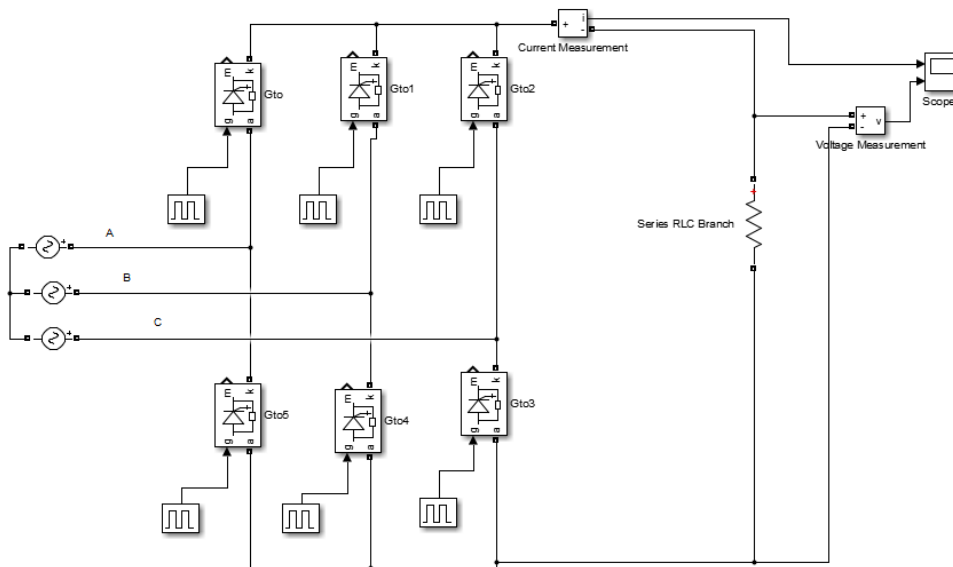 i
+
-
Current Measurement
m
k
Gto
g
a
m
k
Gto1
g
a
m
k
Gto2
g
a
Scope
+
-
v
Voltage Measurement
+
Series RLC Branch
A
+
B
+
C
+
m
k
Gto5
g
a
m
k
Gto4
g
a
m
k
Gto3
g
a